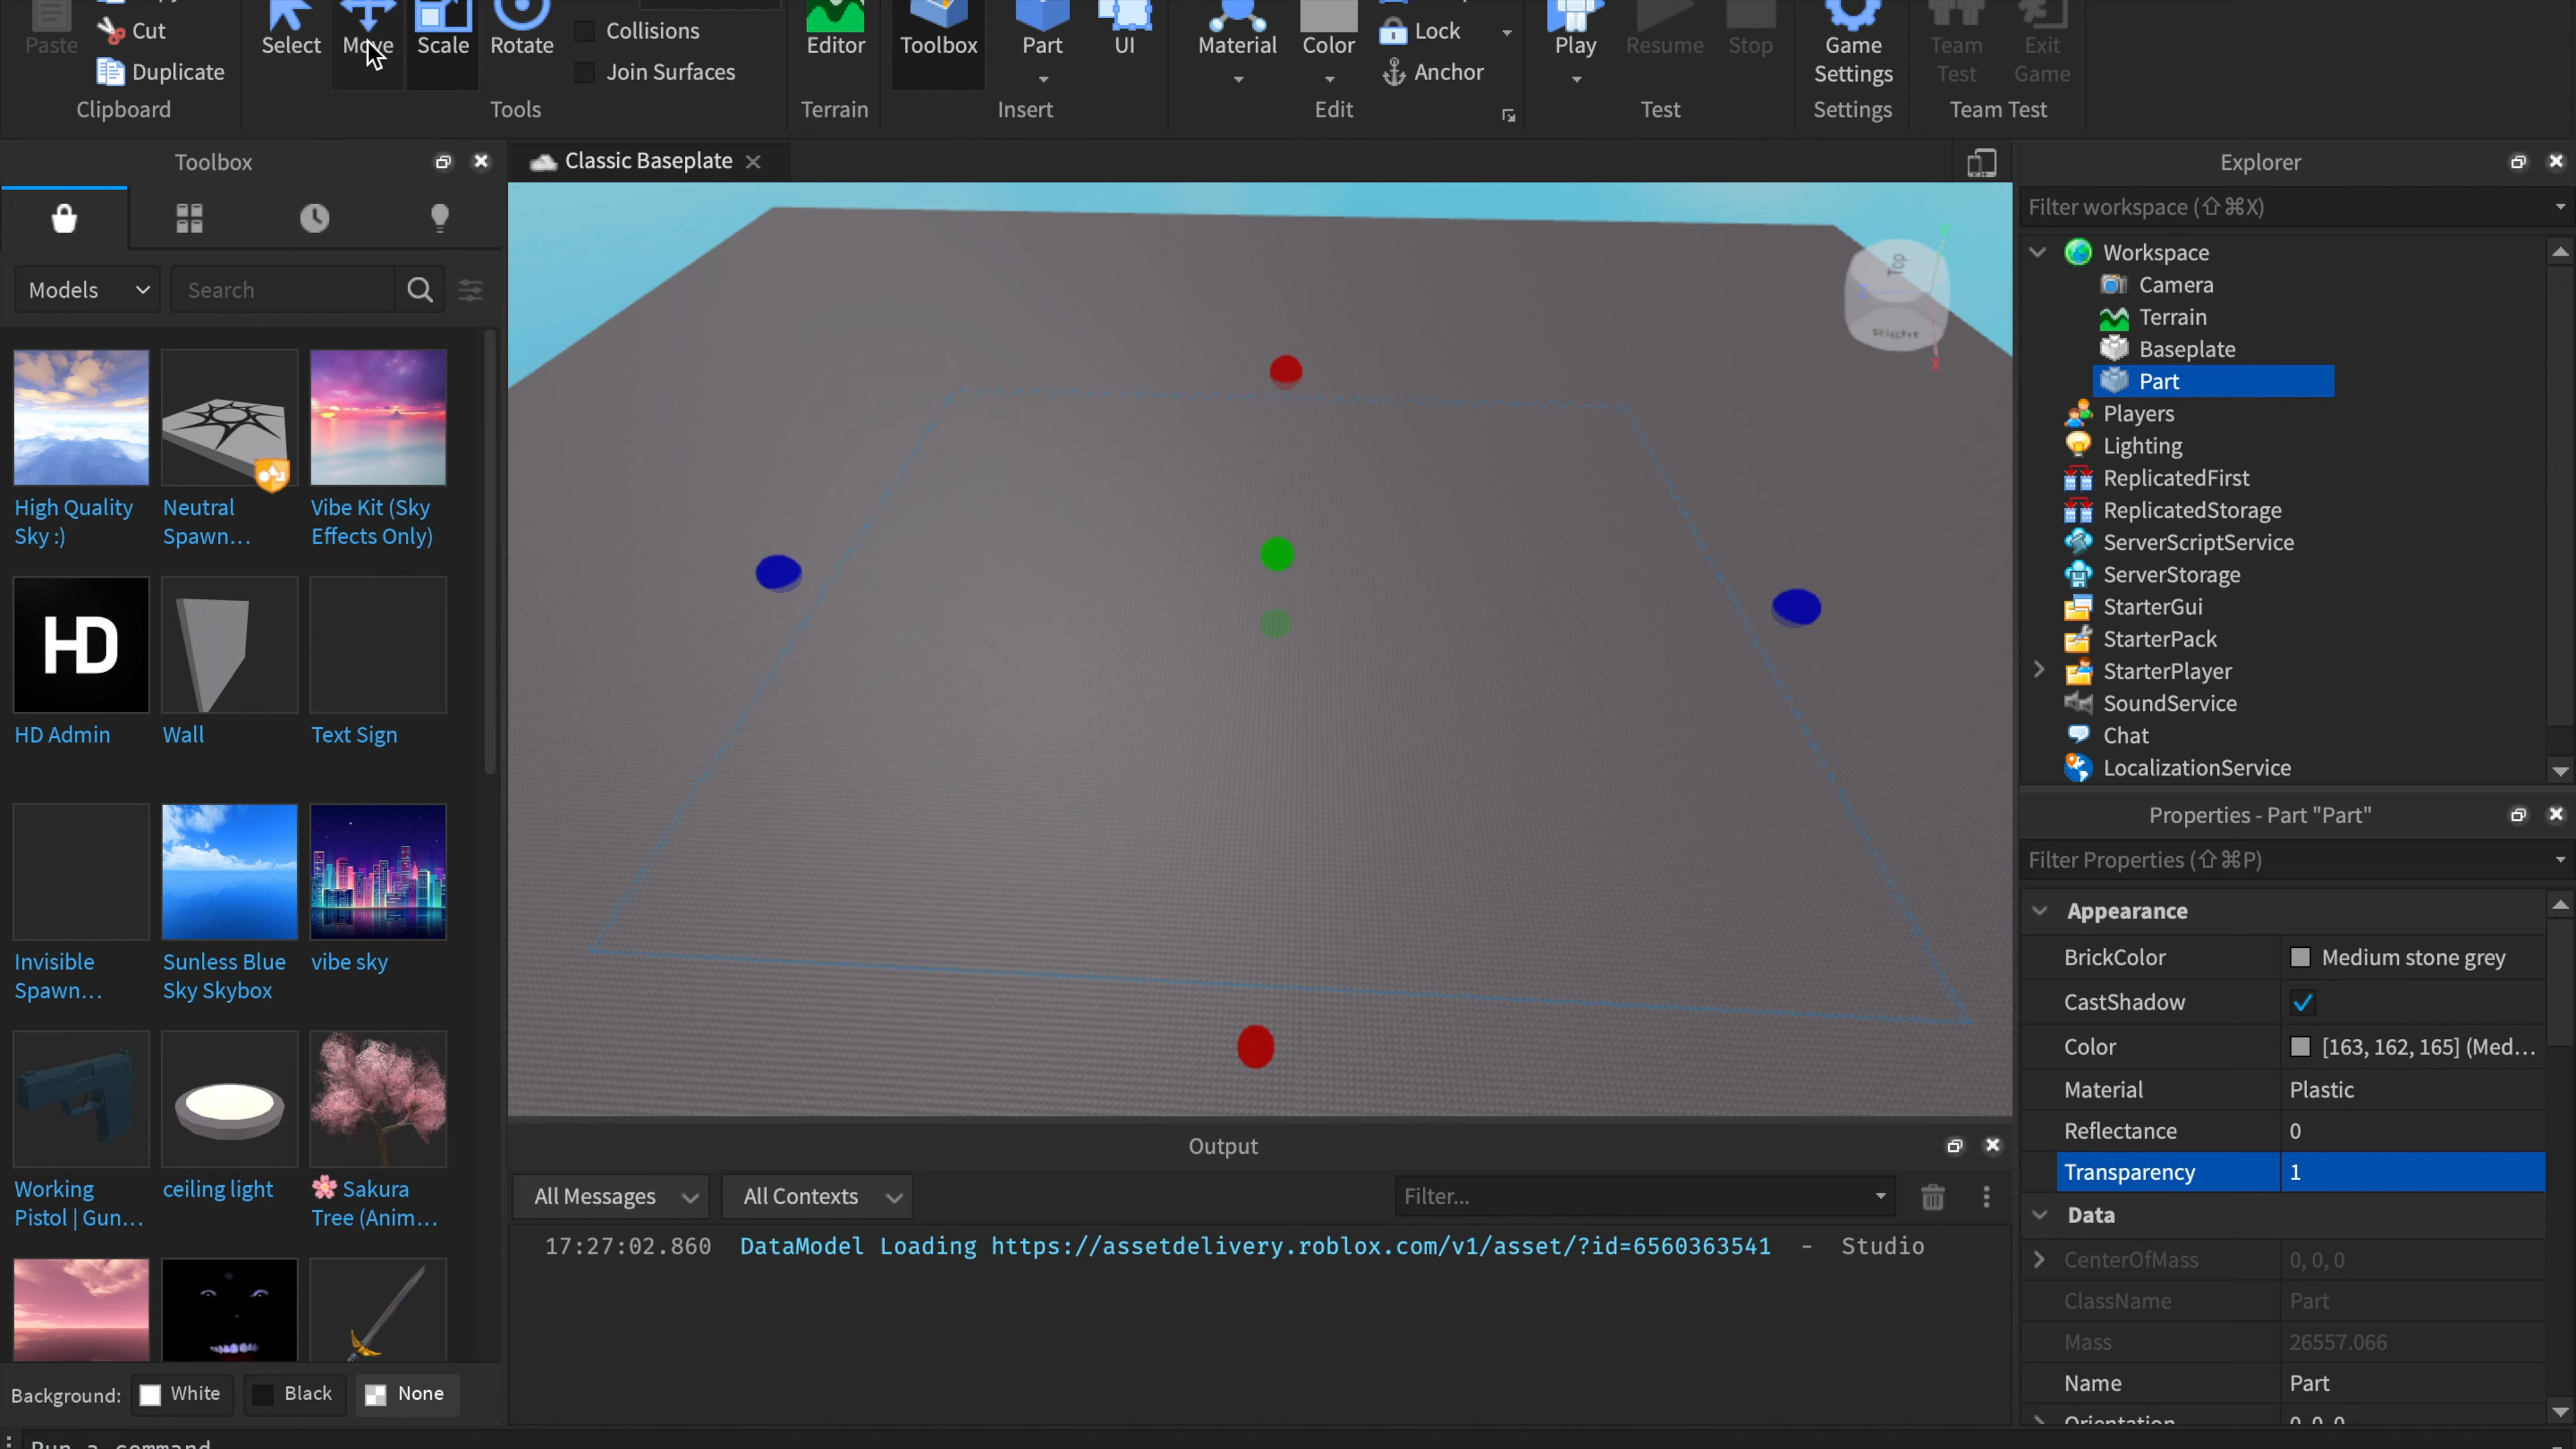 Paste
Cut
Duplicate
Clipboard
Select
Move
Scale
Rotate
Collisions
Join Surfaces
Tools
Editor
Terrain
Toolbox
Part
UI
Insert
Material
Color
Lock
Anchor
Edit
Play
Resume
Stop
Test
Game
Settings
Settings
Team
Test
Exit
Game
Team Test
Toolbox
Models
Search
High Quality
Sky :)
Neutral
Spawn...
Vibe Kit (Sky
Effects Only)
HD
HD Admin
Wall
Text Sign
Invisible
Spawn...
Sunless Blue
Sky Skybox
vibe sky
Working
Pistol | Gun...
ceiling light
🌸 Sakura
Tree (Anim...
Background:
White
Black
None
Classic Baseplate
Top
Right
X
Output
All Messages
All Contexts
Filter...
17:27:02.860 DataModel Loading https://assetdelivery.roblox.com/v1/asset/?id=6560363541 - Studio
Explorer
Filter workspace (⇧⌘X)
Workspace
Camera
Terrain
Baseplate
Part
Players
Lighting
ReplicatedFirst
ReplicatedStorage
ServerScriptService
ServerStorage
StarterGui
StarterPack
StarterPlayer
SoundService
Chat
LocalizationService
Properties - Part "Part"
Filter Properties (⇧⌘P)
Appearance
BrickColor Medium stone grey
CastShadow
Color [163, 162, 165] (Med...
Material Plastic
Reflectance 0
Transparency 1
Data
CenterOfMass 0, 0, 0
ClassName Part
Mass 26557.066
Name Part
Orientation 0, 0, 0
Run a command